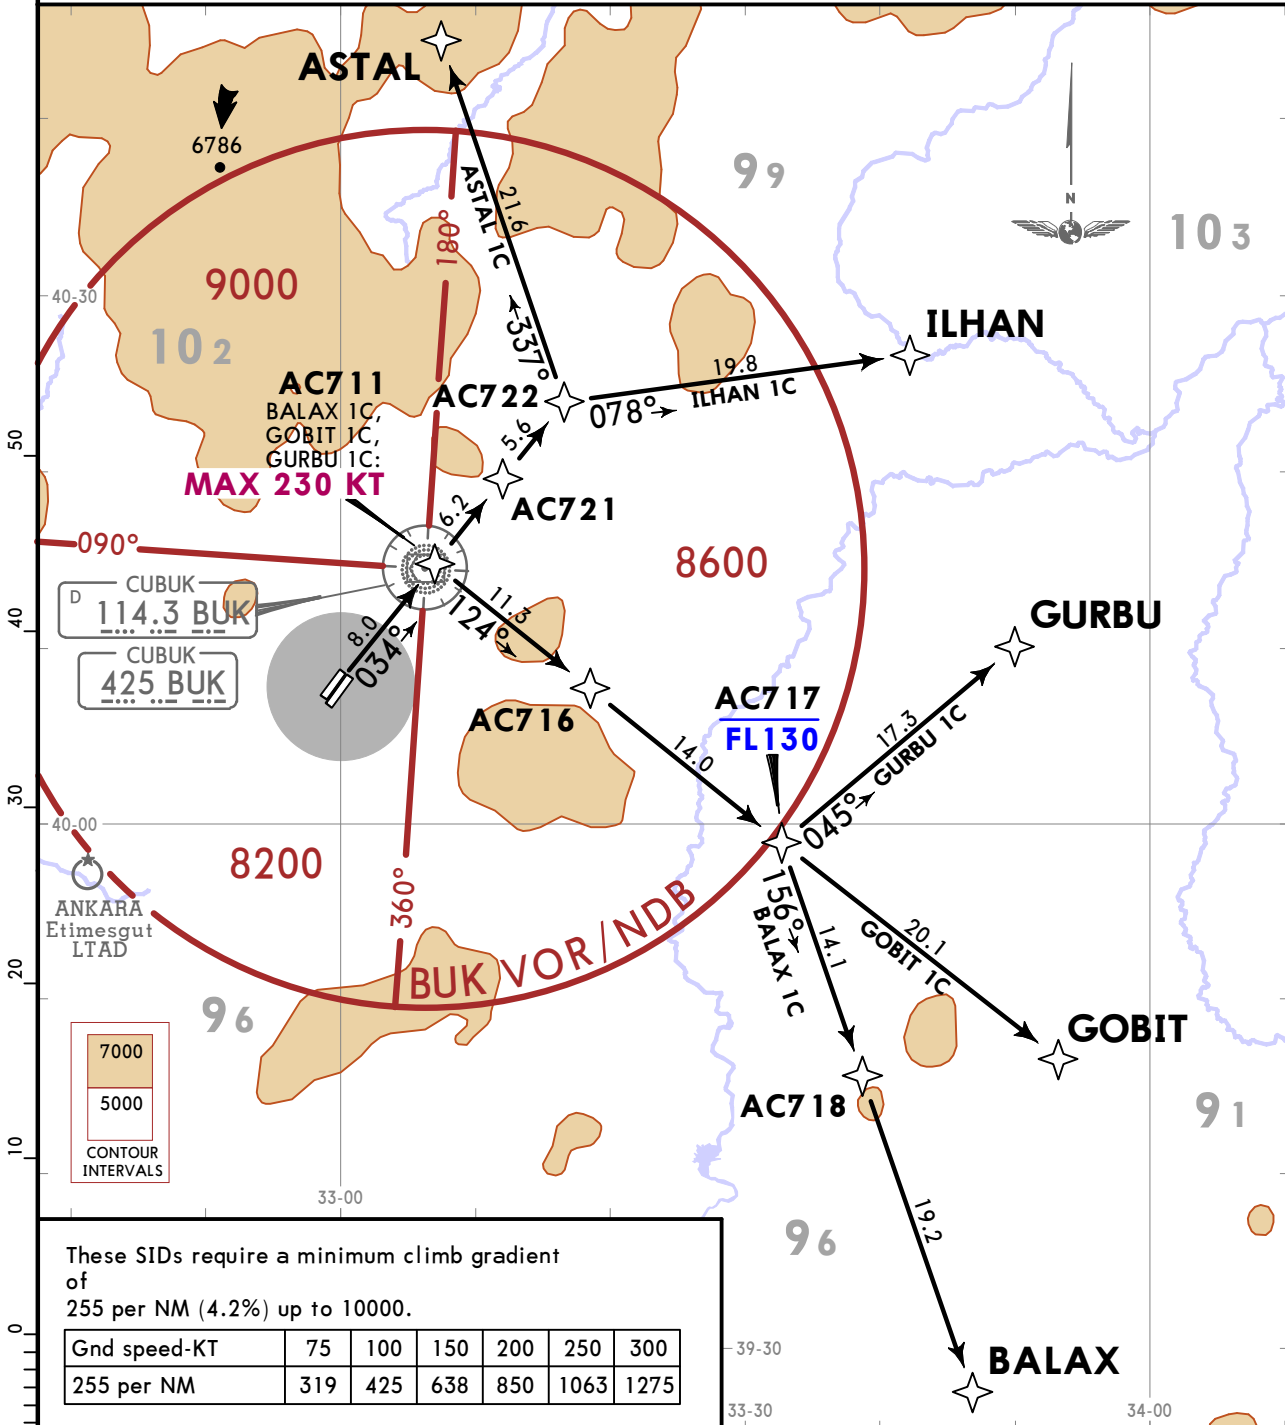 ASTAL
6786
99
103
N
21.6
ASTAL 1C
180°
9000
40-30
102
337°
ILHAN
AC711
BALAX 1C,
GOBIT 1C,
GURBU 1C:
MAX 230 KT
AC722
19.8
078°
ILHAN 1C
5.6
50
6.2
AC721
090°
8600
CUBUK
D 114.3 BUK
CUBUK
425 BUK
8.0
034°
124°
11.3
40
GURBU
AC716
AC717
FL130
14.0
17.3
045°
GURBU 1C
30
40-00
8200
ANKARA
Etimesgut
LTAD
360°
BUK VOR/NDB
156°
BALAX 1C
14.1
20.1
GOBIT 1C
20
96
GOBIT
7000
5000
CONTOUR
INTERVALS
AC718
91
10
33-00
19.2
96
These SIDs require a minimum climb gradient
of
255 per NM (4.2%) up to 10000.
Gnd speed-KT 75 100 150 200 250 300
255 per NM 319 425 638 850 1063 1275
0
39-30
BALAX
33-30
34-00